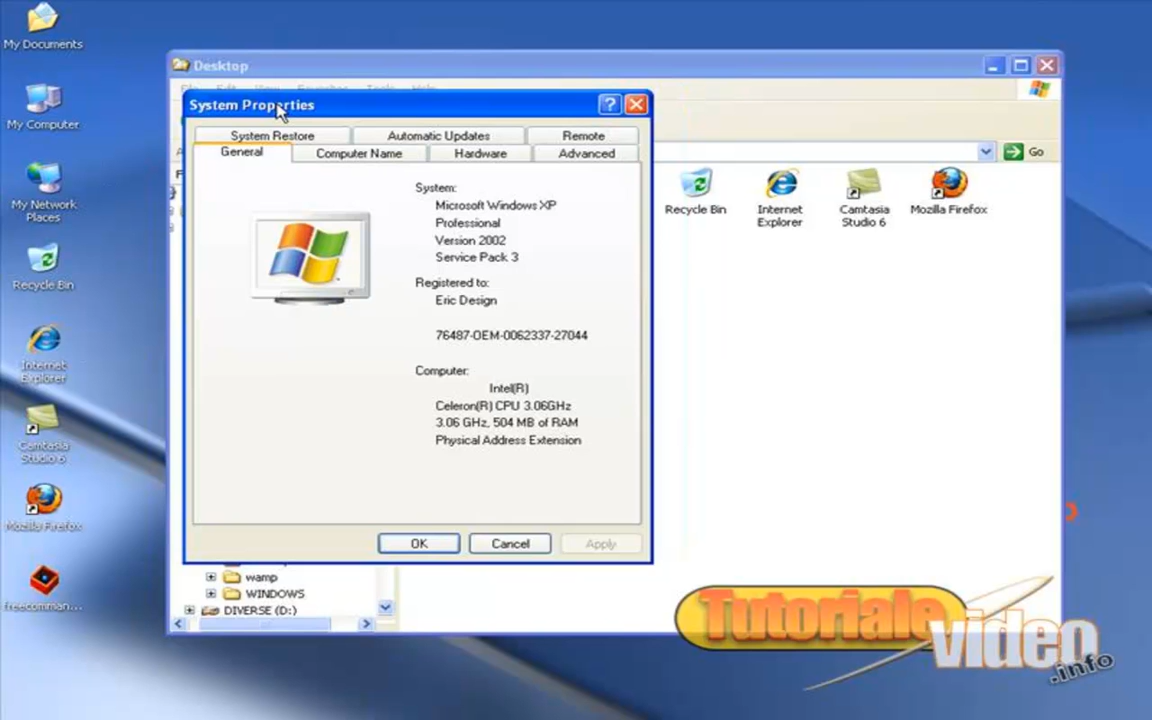 My Documents
My Computer
My Network
Places
Recycle Bin
Internet
Explorer
Camtasia
Studio 6
Mozilla Firefox
freecomman...
Desktop
System Properties
System Restore
Automatic Updates
Remote
General
Computer Name
Hardware
Advanced
System:
Microsoft Windows XP
Professional
Version 2002
Service Pack 3
Registered to:
Eric Design
76487-OEM-0062337-27044
Computer:
Intel(R)
Celeron(R) CPU 3.06GHz
3.06 GHz, 504 MB of RAM
Physical Address Extension
OK
Cancel
Apply
Go
Recycle Bin
Internet
Explorer
Camtasia
Studio 6
Mozilla Firefox
wamp
WINDOWS
DIVERSE (D:)
Tutoriale
video
.info